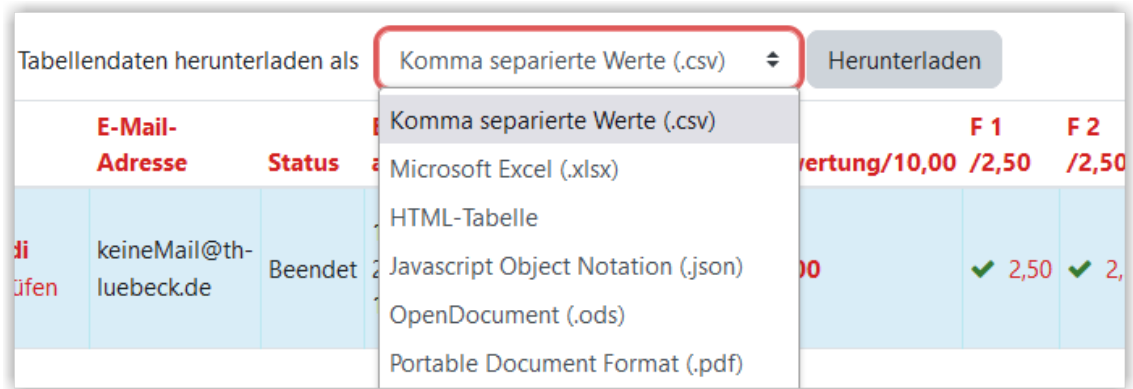 Tabellendaten herunterladen als
Komma separierte Werte (.csv)
Herunterladen
E-Mail-
Adresse
Status
F 1
/2,50
F 2
/2,50
ertung/10,00
keineMail@th-
luebeck.de
Beendet
2,50
2,
Komma separierte Werte (.csv)
Microsoft Excel (.xlsx)
HTML-Tabelle
Javascript Object Notation (.json)
OpenDocument (.ods)
Portable Document Format (.pdf)